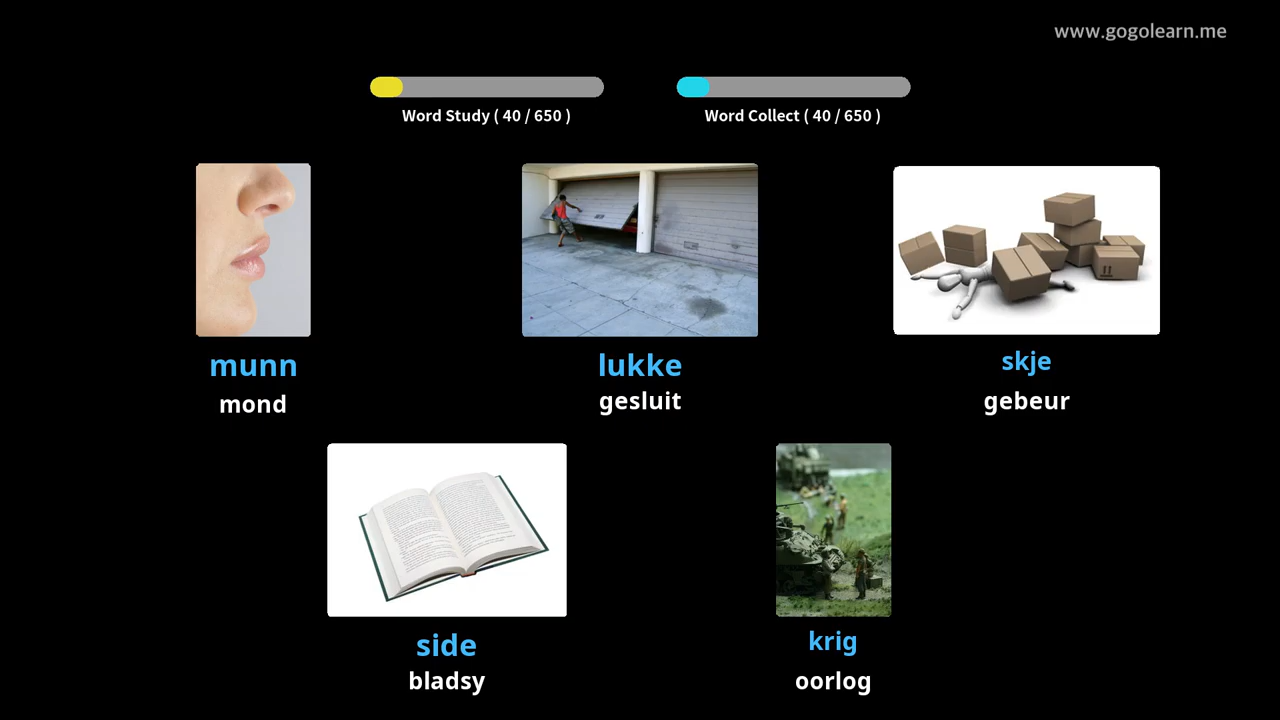 www.gogolearn.me
Word Study ( 40 / 650 )
Word Collect ( 40 / 650 )
munn
mond
lukke
gesluit
skje
gebeur
side
bladsy
krig
oorlog